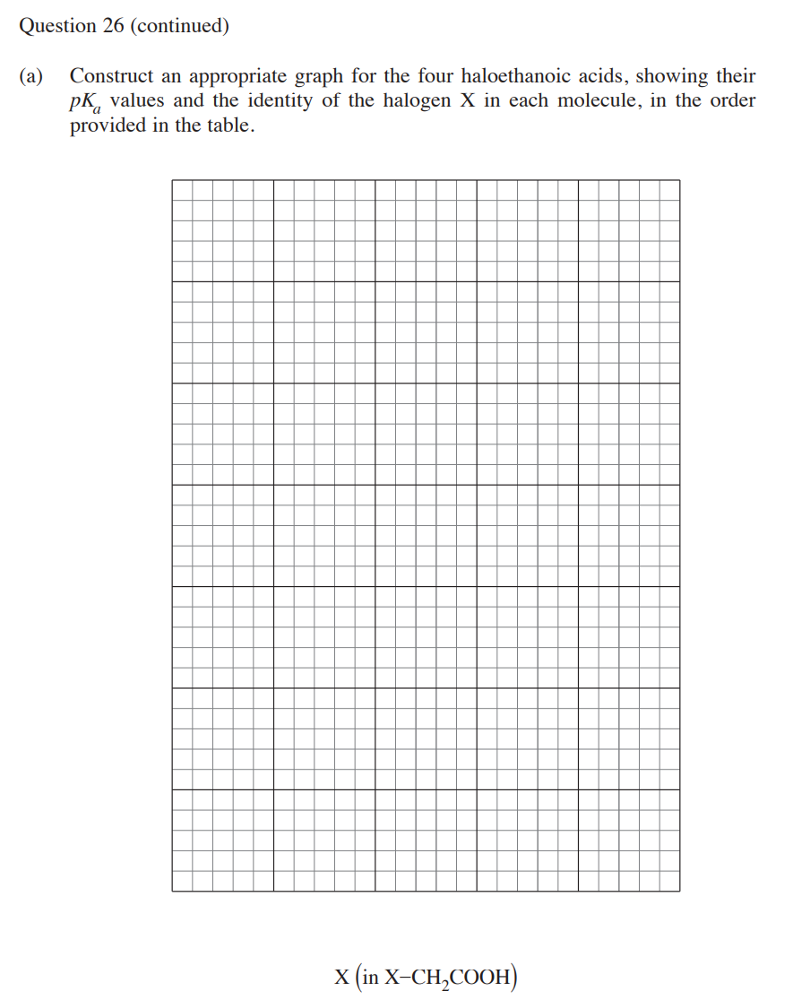 Question 26 (continued)
(a) Construct an appropriate graph for the four haloethanoic acids, showing their
pKₐ values and the identity of the halogen X in each molecule, in the order
provided in the table.
X (in X–CH₂COOH)